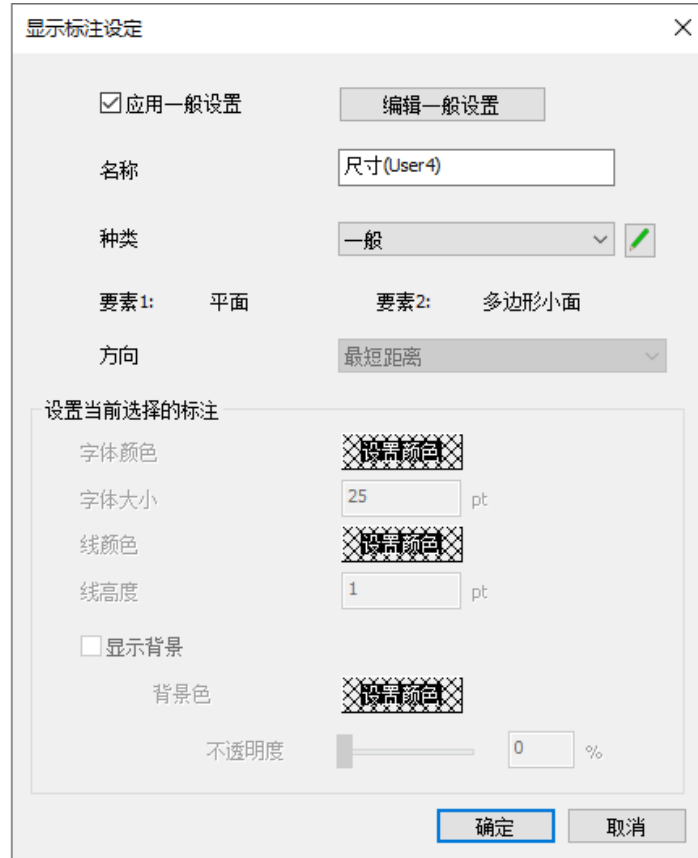 显示标注设定
应用一般设置 编辑一般设置
名称 尺寸(User4)
种类 一般
要素1: 平面 要素2: 多边形小面
方向 最短距离
设置当前选择的标注
字体颜色 设置颜色
字体大小 25 pt
线颜色 设置颜色
线高度 1 pt
显示背景
背景色 设置颜色
不透明度 0 %
确定 取消